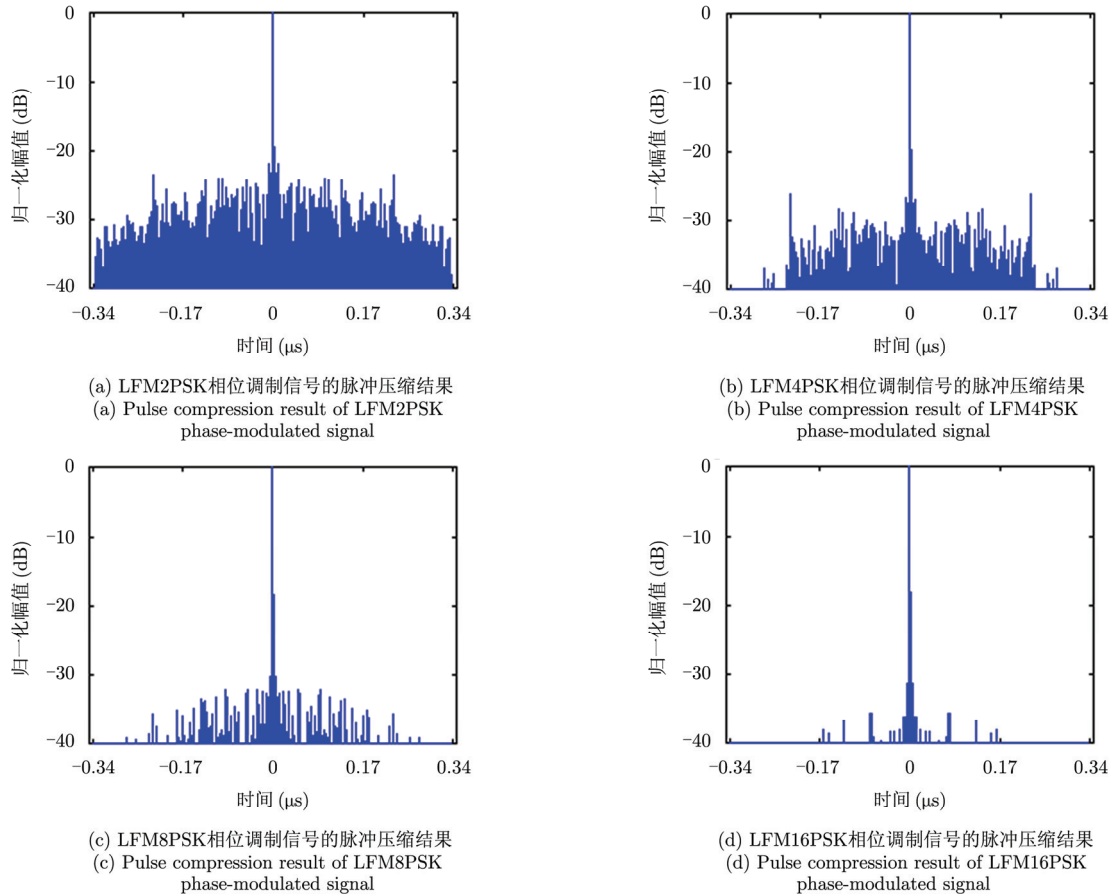 0
−10
−20
−30
−40
归一化幅值 (dB)
−0.34
−0.17
0
0.17
0.34
时间 (μs)
(a) LFM2PSK相位调制信号的脉冲压缩结果
(a) Pulse compression result of LFM2PSK
phase-modulated signal
0
−10
−20
−30
−40
归一化幅值 (dB)
−0.34
−0.17
0
0.17
0.34
时间 (μs)
(b) LFM4PSK相位调制信号的脉冲压缩结果
(b) Pulse compression result of LFM4PSK
phase-modulated signal
0
−10
−20
−30
−40
归一化幅值 (dB)
−0.34
−0.17
0
0.17
0.34
时间 (μs)
(c) LFM8PSK相位调制信号的脉冲压缩结果
(c) Pulse compression result of LFM8PSK
phase-modulated signal
0
−10
−20
−30
−40
归一化幅值 (dB)
−0.34
−0.17
0
0.17
0.34
时间 (μs)
(d) LFM16PSK相位调制信号的脉冲压缩结果
(d) Pulse compression result of LFM16PSK
phase-modulated signal